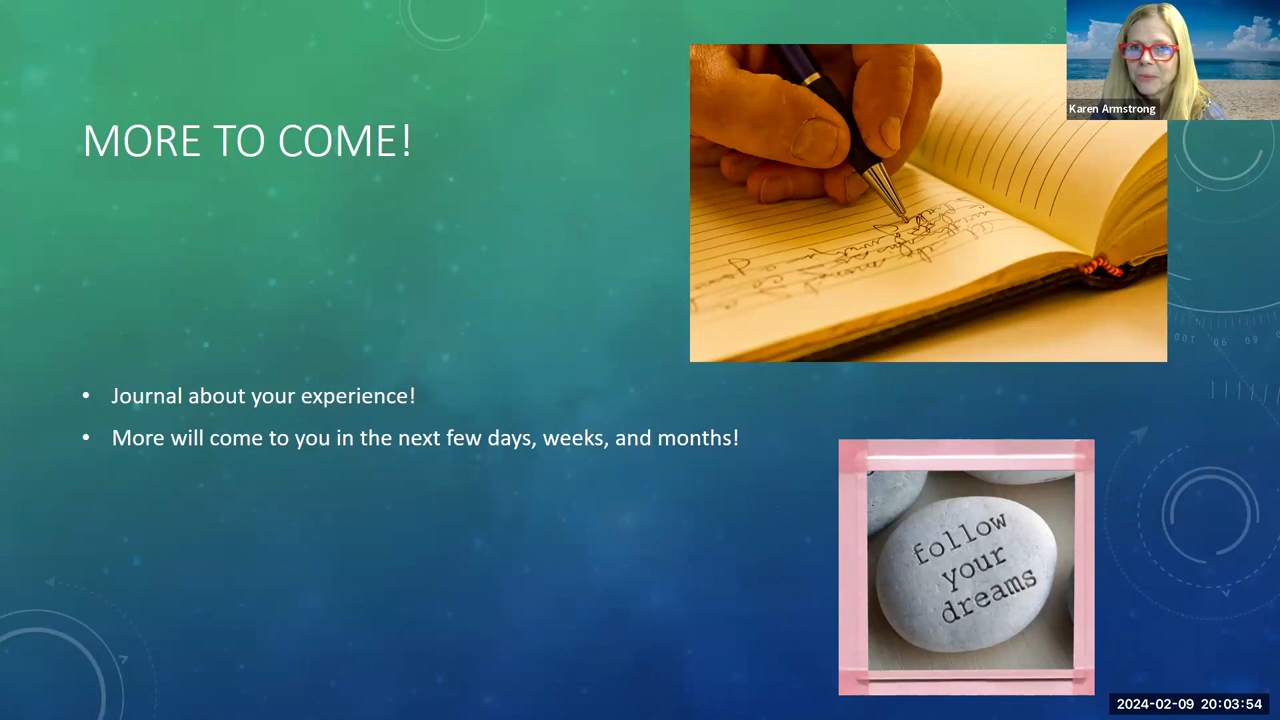 MORE TO COME!
Karen Armstrong
• Journal about your experience!
• More will come to you in the next few days, weeks, and months!
follow
your
dreams
2024-02-09 20:03:54